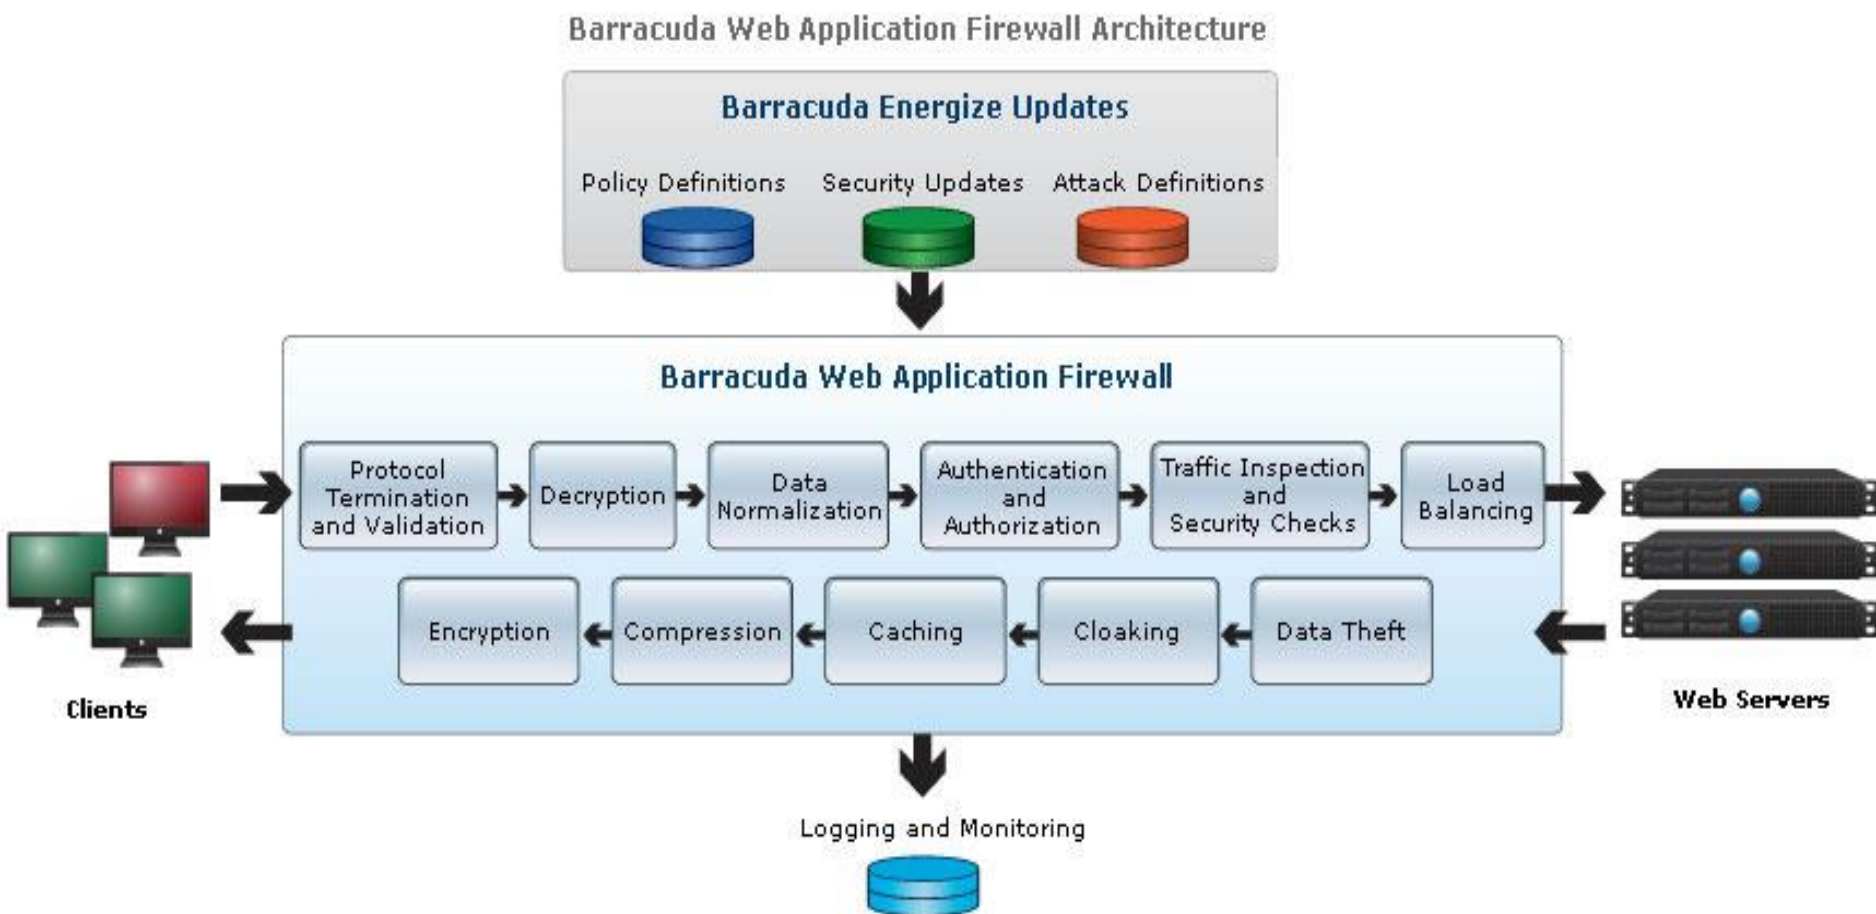 Barracuda Web Application Firewall Architecture
Barracuda Energize Updates
Policy Definitions
Security Updates
Attack Definitions
Barracuda Web Application Firewall
Protocol
Termination
and Validation
Decryption
Data
Normalization
Authentication
and
Authorization
Traffic Inspection
and
Security Checks
Load
Balancing
Encryption
Compression
Caching
Cloaking
Data Theft
Clients
Web Servers
Logging and Monitoring